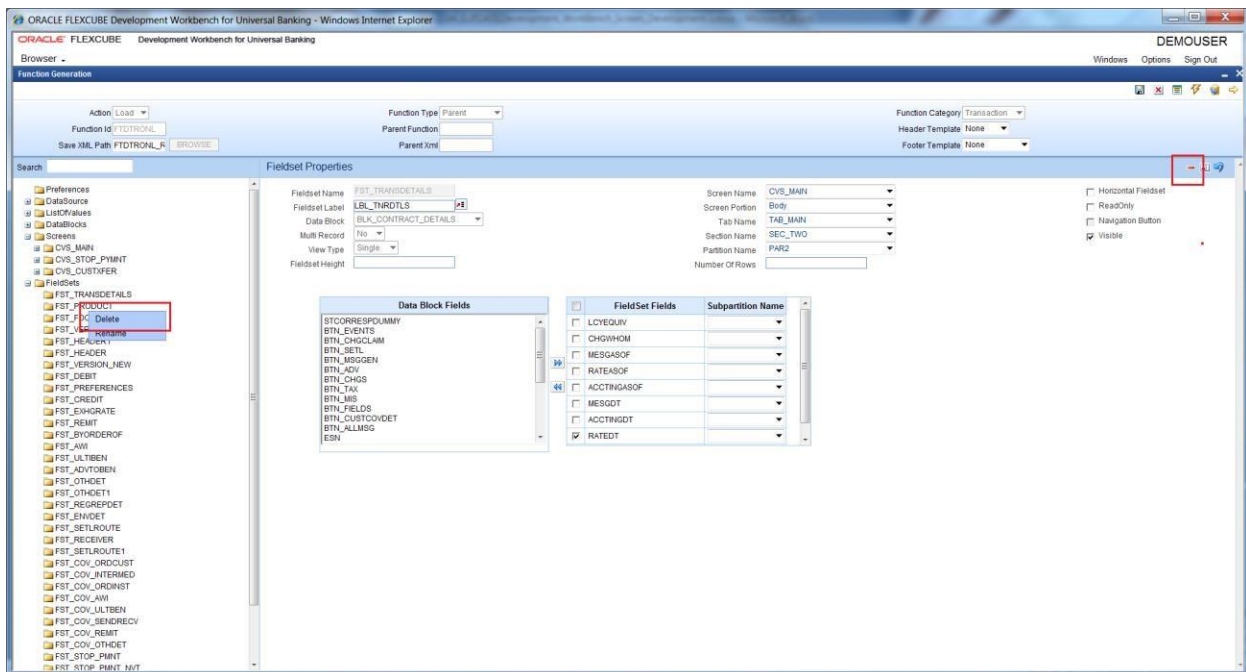 ORACLE FLEXCUBE Development Workbench for Universal Banking - Windows Internet Explorer
ORACLE FLEXCUBE Development Workbench for Universal Banking
DEMOUSER
Browser
Windows Options Sign Out
Function Generation
Action Load
Function Type Parent
Function Category Transaction
Function Id FTDTRONL
Parent Function
Header Template None
Save XML Path FTDTRONL_R BROWSE
Parent Xml
Footer Template None
Search
Fieldset Properties
Preferences
DataSource
ListOfValues
DataBlocks
Screens
CVS_MAIN
CVS_STOP_PYMNT
CVS_CUSTXFER
FieldSets
FST_TRANSDETAILS
FST_PRODUCT
Delete
Rename
FST_HEADER1
FST_HEADER
FST_VERSION_NEW
FST_DEBIT
FST_PREFERENCES
FST_CREDIT
FST_EXHGRATE
FST_REMIT
FST_BYORDEROF
FST_AWI
FST_ULTIBEN
FST_ADVTOBEN
FST_OTHDET
FST_OTHDET1
FST_REGREPDET
FST_ENVDET
FST_SETLROUTE
FST_RECEIVER
FST_SETLROUTE1
FST_COV_ORDCUST
FST_COV_INTERMED
FST_COV_ORDINST
FST_COV_AWI
FST_COV_ULTBEN
FST_COV_SENDRECV
FST_COV_REMIT
FST_COV_OTHDET
FST_STOP_PMNT
FST_STOP_PMNT_NVT
Fieldset Name FST_TRANSDETAILS
Fieldset Label LBL_TNRDTLS
Data Block BLK_CONTRACT_DETAILS
Multi Record No
View Type Single
Fieldset Height
Screen Name CVS_MAIN
Screen Portion Body
Tab Name TAB_MAIN
Section Name SEC_TWO
Partition Name PAR2
Number Of Rows
Horizontal Fieldset
ReadOnly
Navigation Button
Visible
Data Block Fields
STCORRESPDUMMY
BTN_EVENTS
BTN_CHGCLAIM
BTN_SETL
BTN_MSGGEN
BTN_ADV
BTN_CHGS
BTN_TAX
BTN_MIS
BTN_FIELDS
BTN_CUSTCOVDET
BTN_ALLMSG
ESN
FieldSet Fields Subpartition Name
LCYEQUIV
CHGWHOM
MESGASOF
RATEASOF
ACCTINGASOF
MESGDT
ACCTINGDT
RATEDT